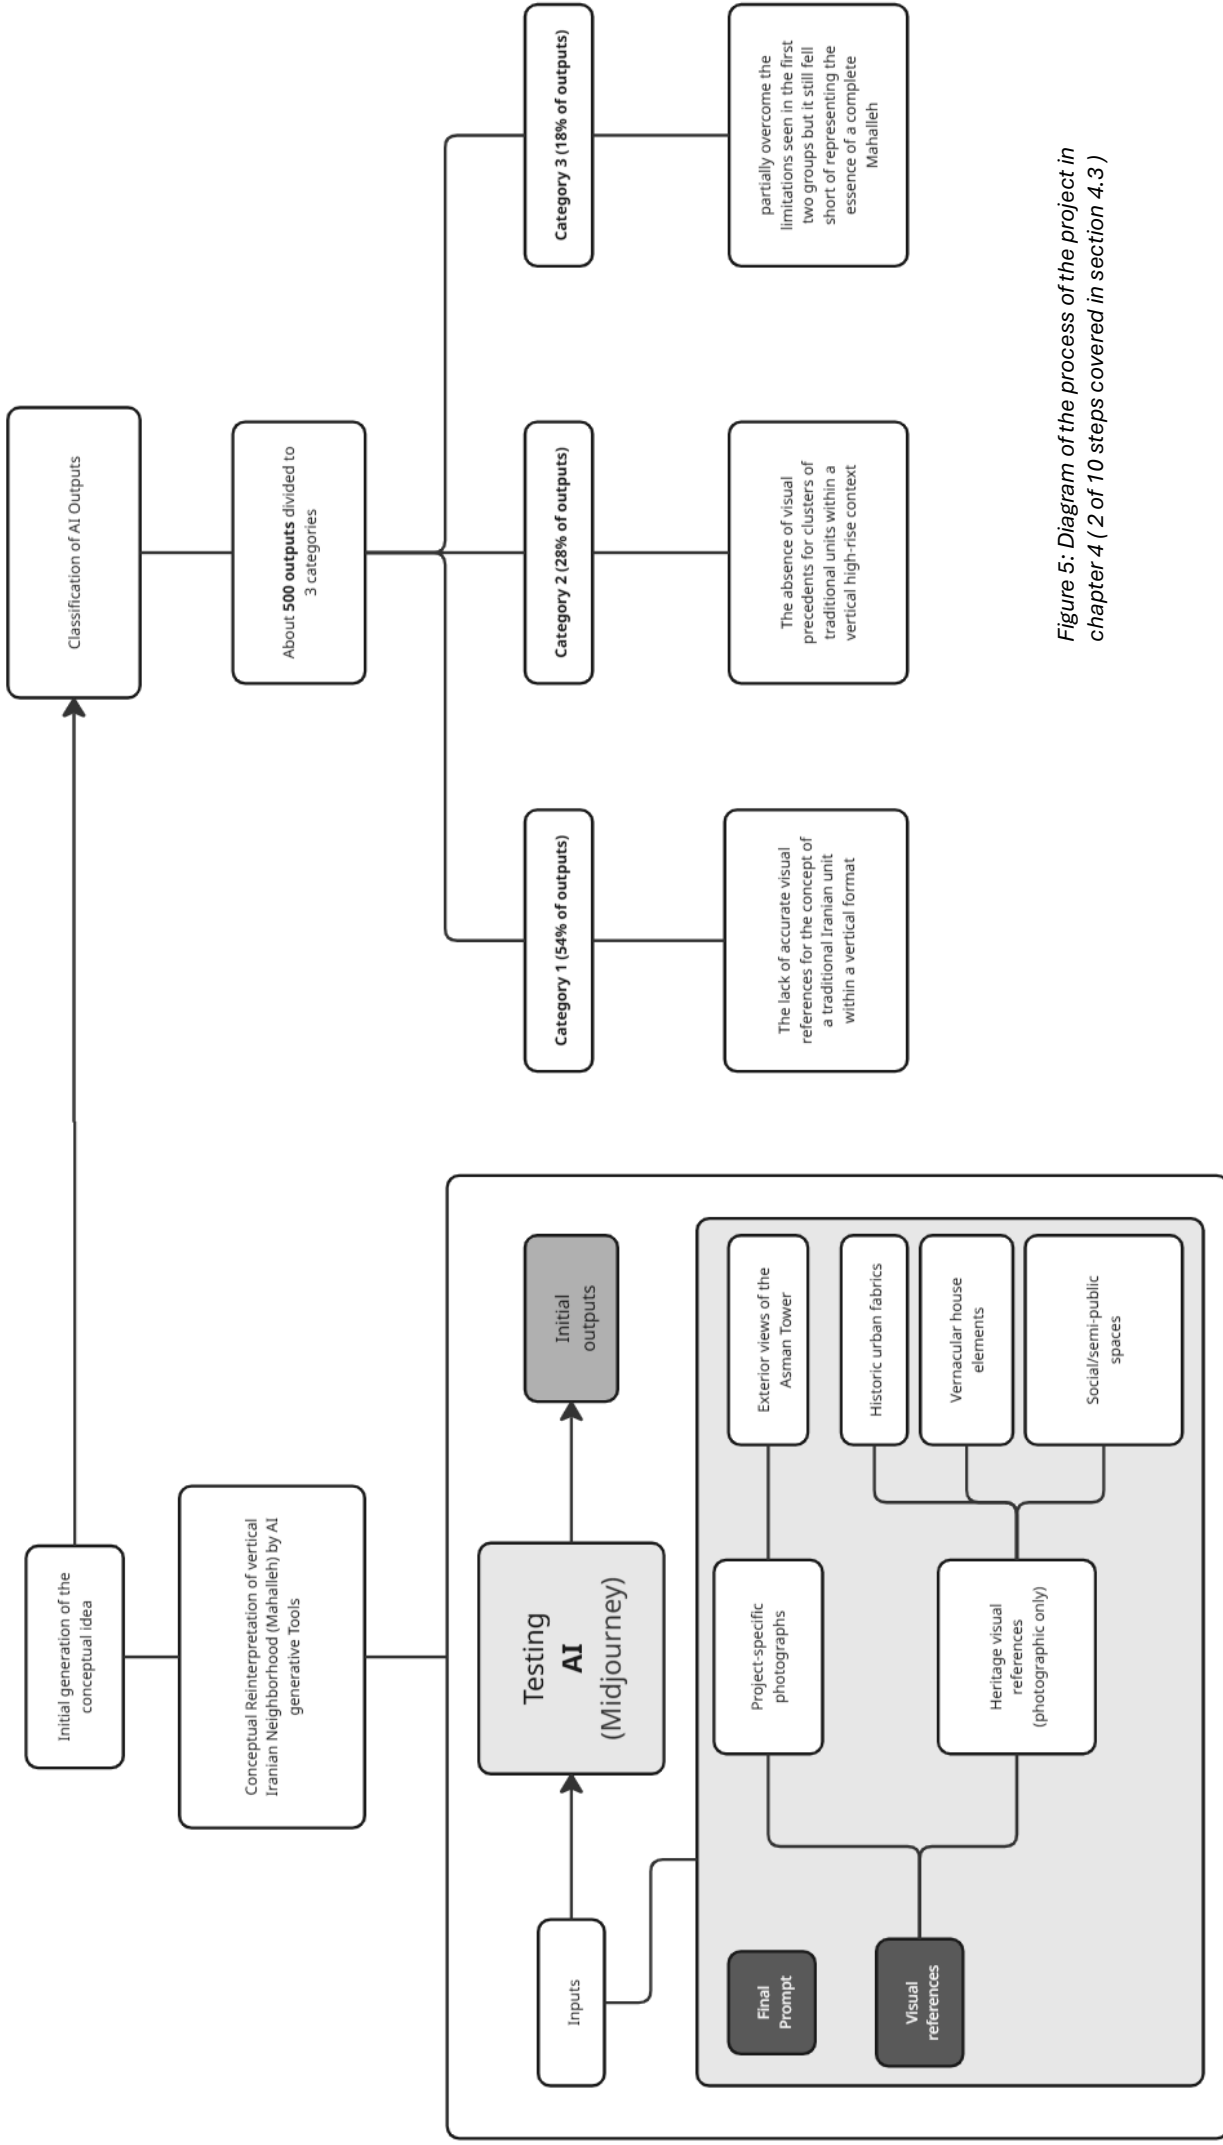 Initial generation of the
conceptual idea
Conceptual Reinterpretation of vertical
Iranian Neighborhood (Mahalleh) by AI
generative Tools
Inputs
Testing
AI
(Midjourney)
Initial
outputs
Final
Prompt
Visual
references
Project-specific
photographs
Exterior views of the
Asman Tower
Heritage visual
references
(photographic only)
Historic urban fabrics
Vernacular house
elements
Social/semi-public
spaces
Classification of AI Outputs
About 500 outputs divided to
3 categories
Category 1 (54% of outputs)
The lack of accurate visual
references for the concept of
a traditional Iranian unit
within a vertical format
Category 2 (28% of outputs)
The absence of visual
precedents for clusters of
traditional units within a
vertical high-rise context
Category 3 (18% of outputs)
partially overcome the
limitations seen in the first
two groups but it still fell
short of representing the
essence of a complete
Mahalleh
Figure 5: Diagram of the process of the project in
chapter 4 ( 2 of 10 steps covered in section 4.3 )